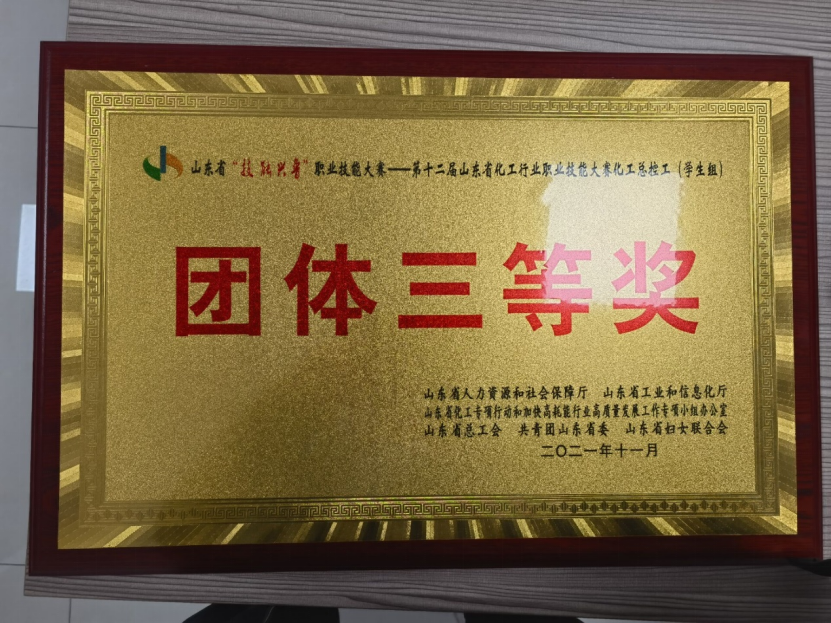 山东省“技能兴鲁”职业技能大赛——第十二届山东省化工行业职业技能大赛化工总控工（学生组）
团体三等奖
山东省人力资源和社会保障厅 山东省工业和信息化厅
山东省化工专项行动和加快高耗能行业高质量发展工作专项小组办公室
山东省总工会 共青团山东省委 山东省妇女联合会
二〇二一年十一月